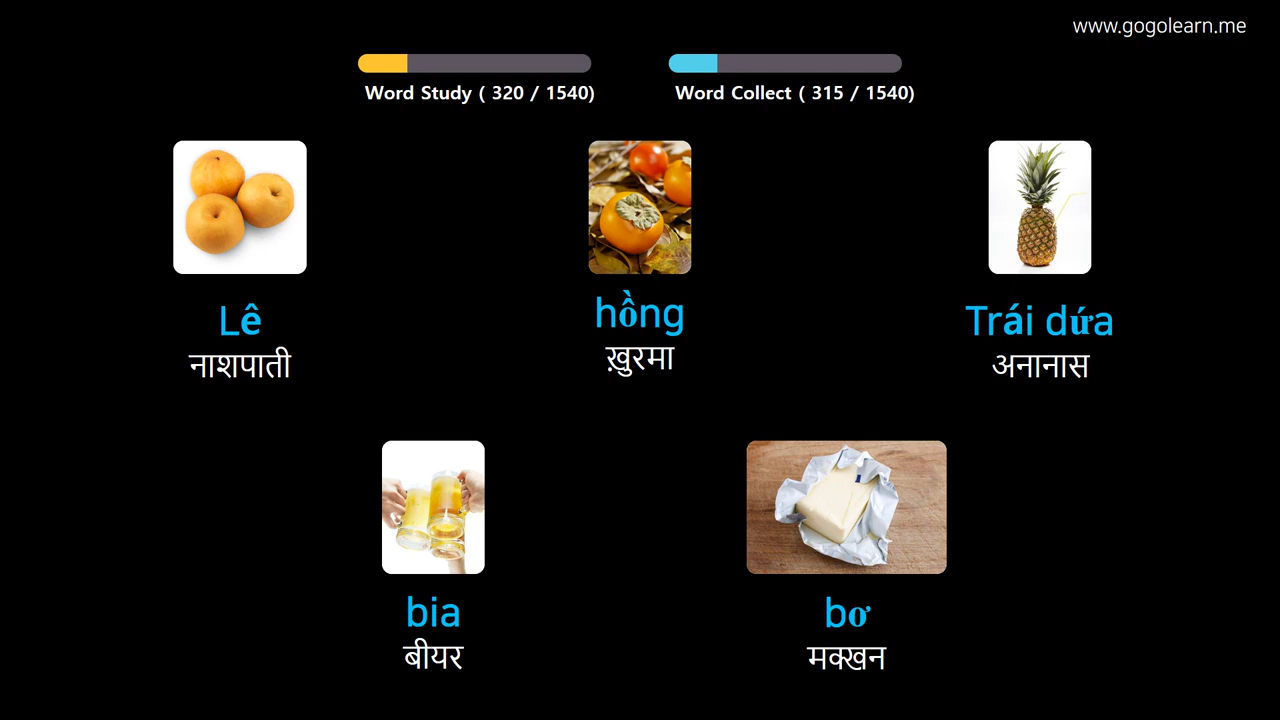 www.gogolearn.me
Word Study ( 320 / 1540)
Word Collect ( 315 / 1540)
Lê
नाशपाती
hồng
ख़ुरमा
Trái dứa
अनानास
bia
बीयर
bơ
मक्खन